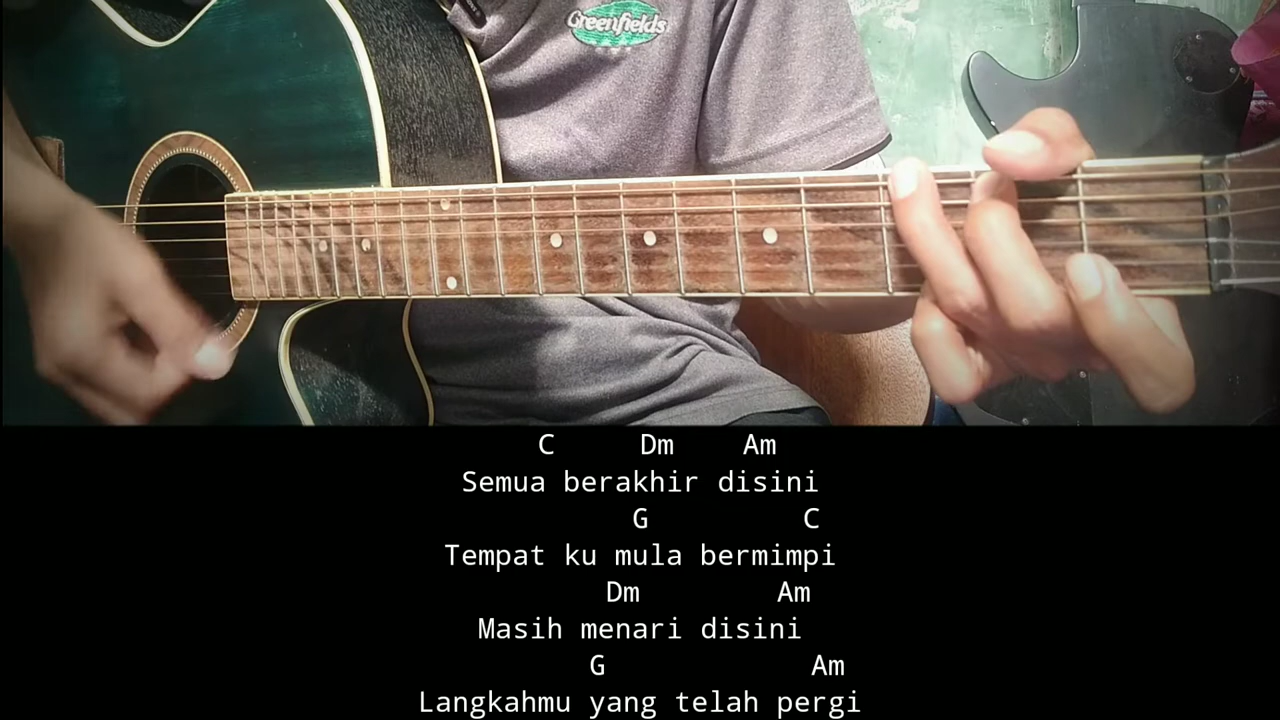 Greenfields
C Dm Am
Semua berakhir disini
G C
Tempat ku mula bermimpi
Dm Am
Masih menari disini
G Am
Langkahmu yang telah pergi